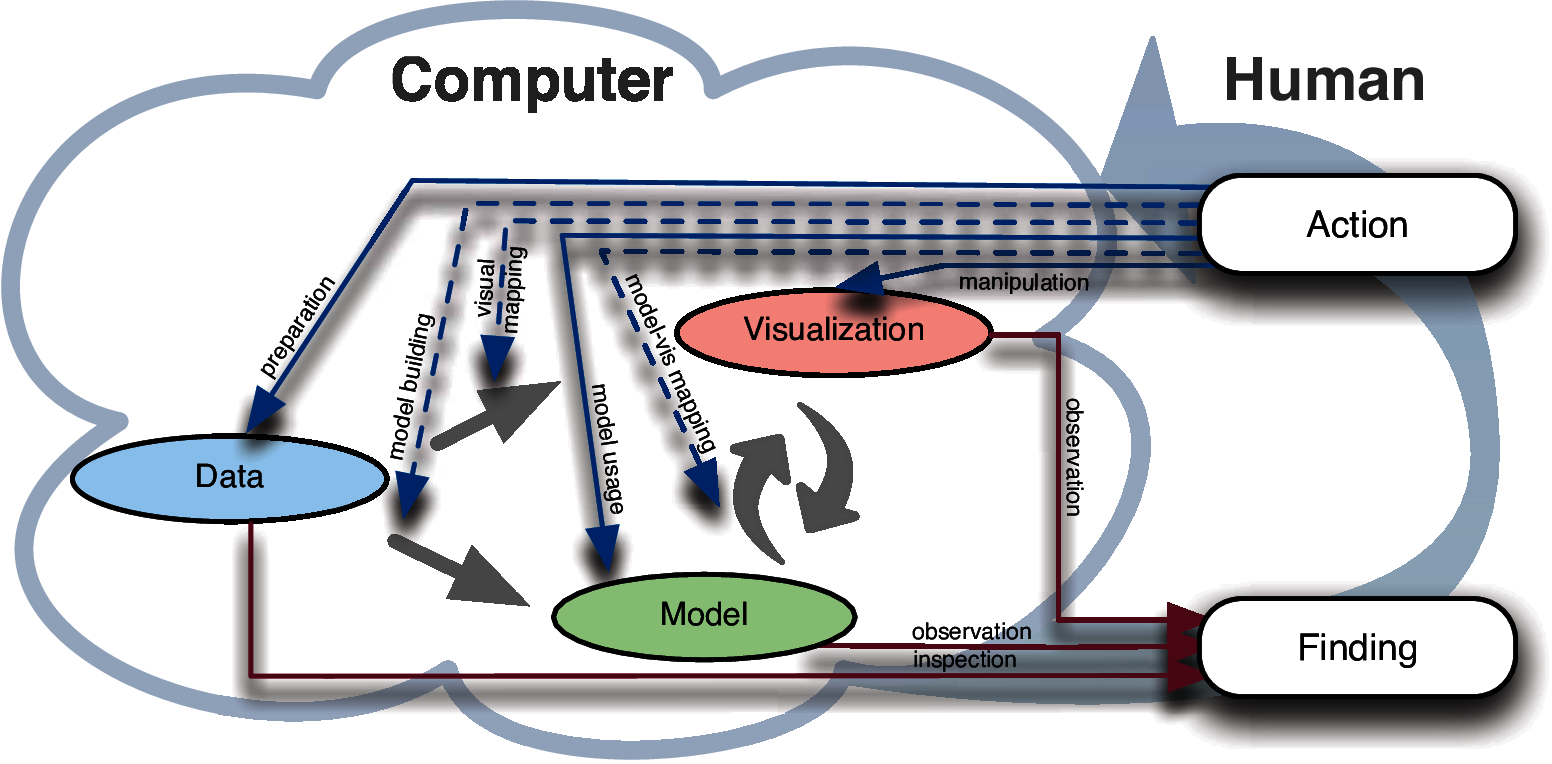 Computer
Human
Action
preparation
model building
visual
mapping
model usage
model-vis mapping
manipulation
Visualization
observation
Data
Model
observation
inspection
Finding